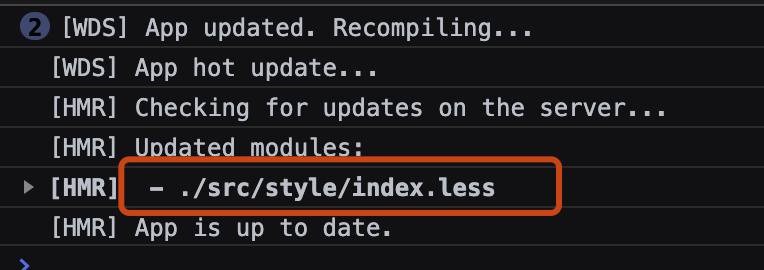 2 [WDS] App updated. Recompiling...
[WDS] App hot update...
[HMR] Checking for updates on the server...
[HMR] Updated modules:
[HMR]  - ./src/style/index.less
[HMR] App is up to date.